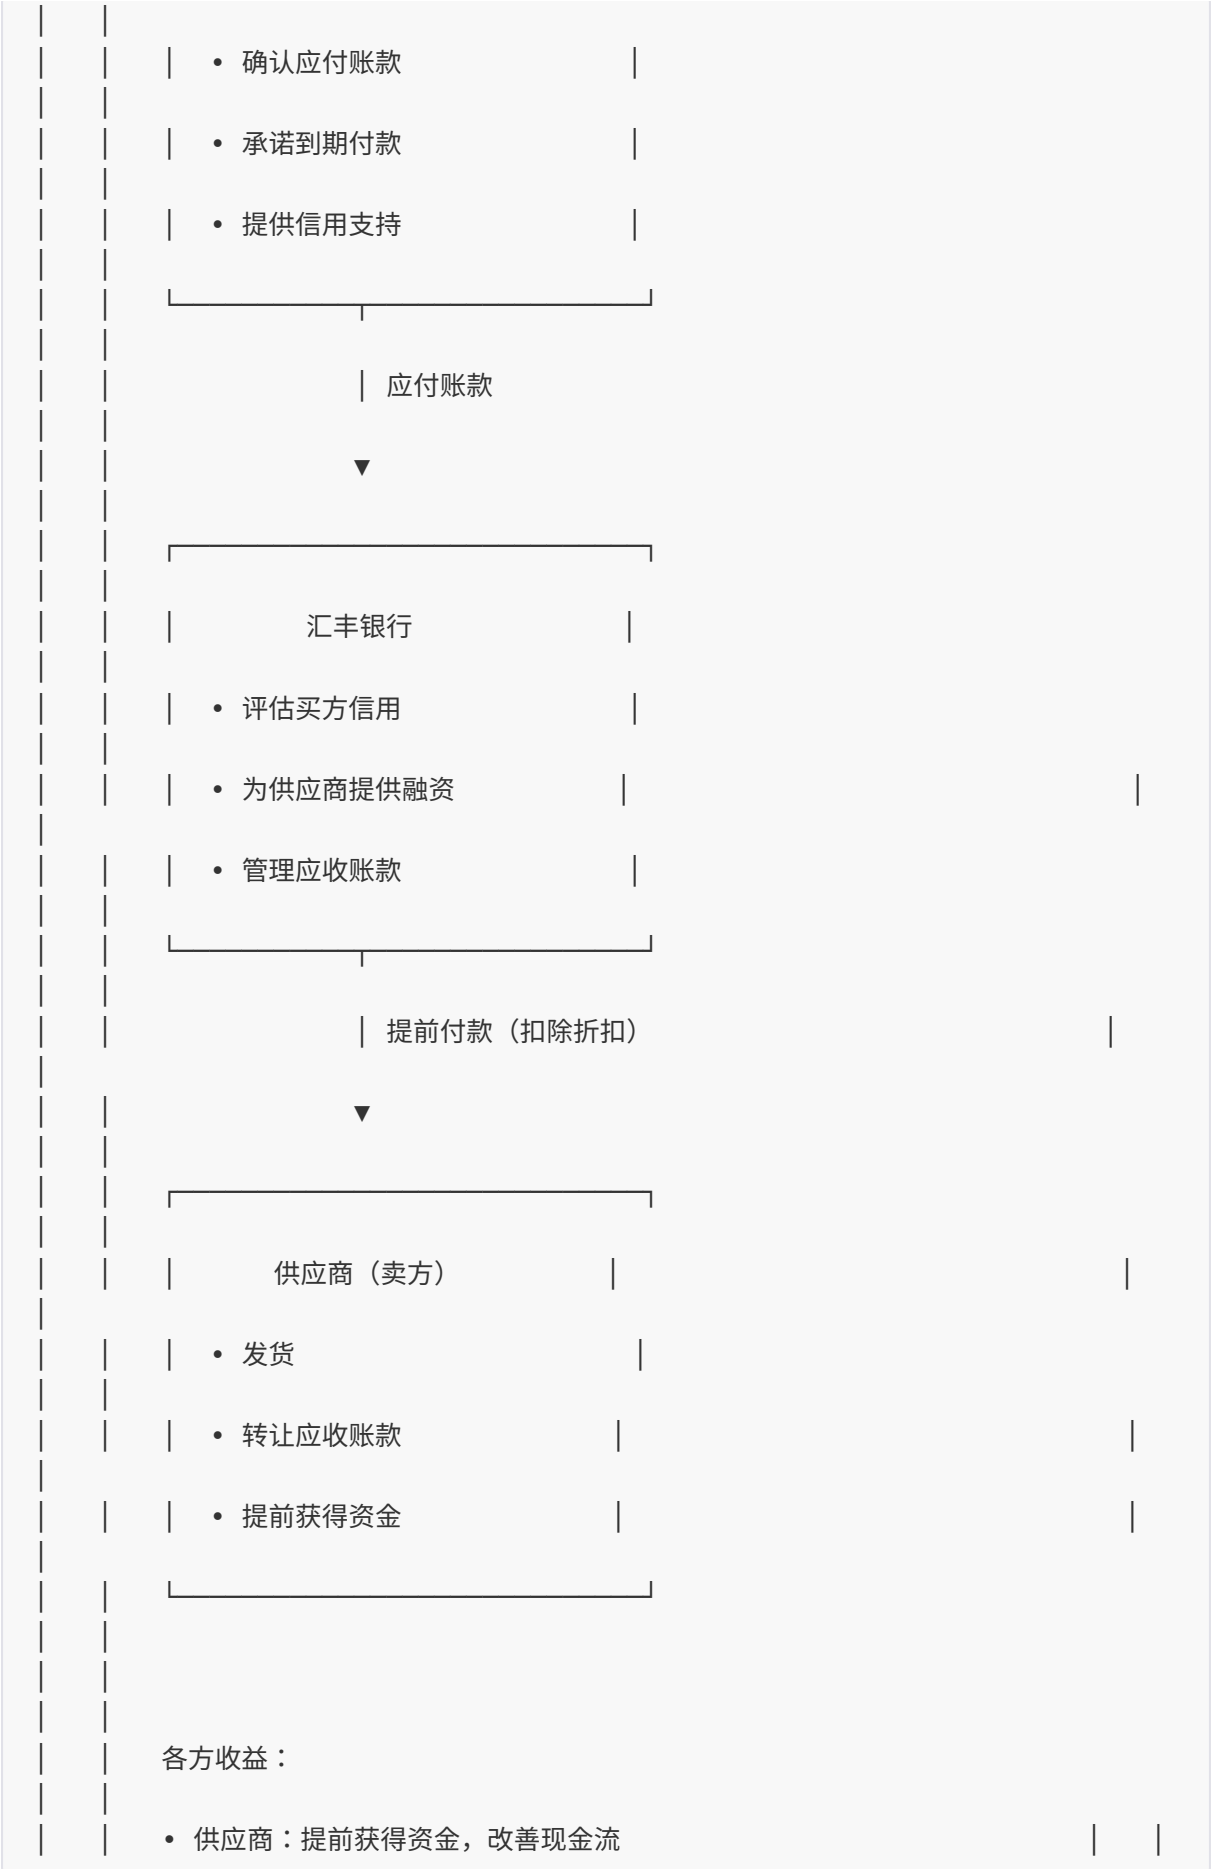 • 确认应付账款
• 承诺到期付款
• 提供信用支持
应付账款
▼
汇丰银行
• 评估买方信用
• 为供应商提供融资
• 管理应收账款
提前付款（扣除折扣）
▼
供应商（卖方）
• 发货
• 转让应收账款
• 提前获得资金
各方收益：
• 供应商：提前获得资金，改善现金流